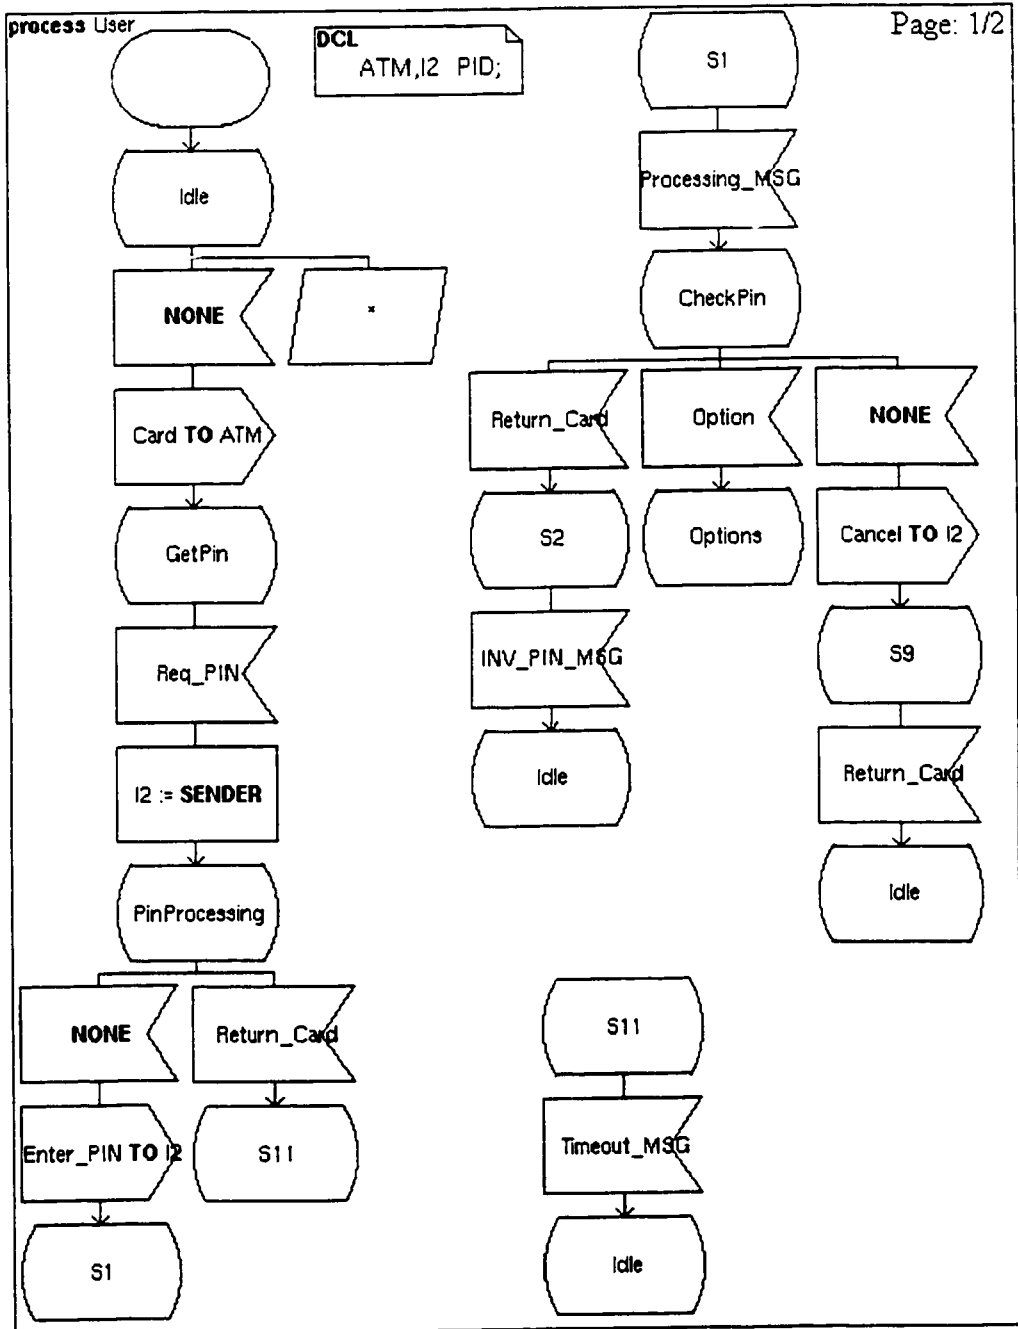 process User
Page: 1/2
DCL
ATM,I2 PID;
Idle
NONE
*
Card TO ATM
GetPin
Req_PIN
I2 := SENDER
PinProcessing
NONE
Return_Card
Enter_PIN TO I2
S11
S1
S1
Processing_MSG
CheckPin
Return_Card
Option
NONE
S2
Options
Cancel TO I2
INV_PIN_MSG
S9
Idle
Return_Card
Idle
S11
Timeout_MSG
Idle